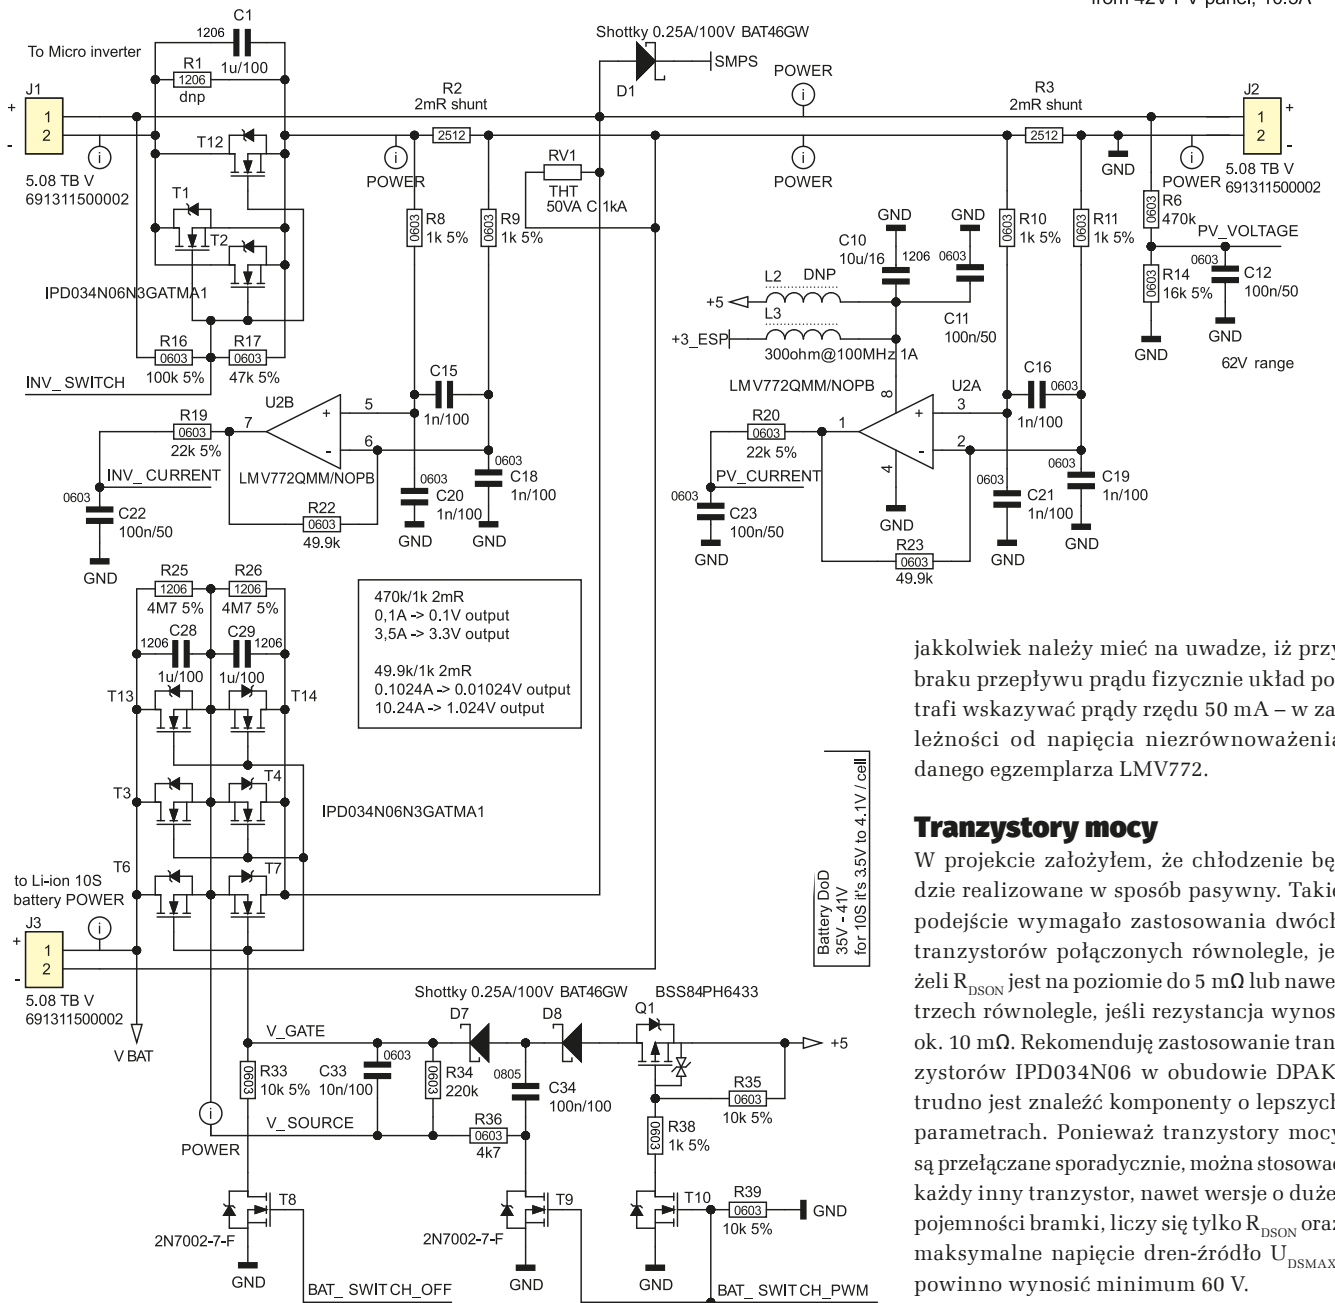 C1
1206
1u/100
To Micro inverter
R1
1206
dnp
J1
+
1
2
-
i
5.08 TB V
691311500002
T12
T1
T2
IPD034N06N3GATMA1
R16
0603
100k 5%
R17
0603
47k 5%
INV_ SWITCH
R2
2mR shunt
2512
i
POWER
Shottky 0.25A/100V BAT46GW
D1
SMPS
POWER
i
i
POWER
RV1
THT
50VA C 1kA
R8
0603
1k 5%
R9
0603
1k 5%
R3
2mR shunt
2512
GND
J2
+
1
2
-
i
POWER
5.08 TB V
691311500002
R6
0603
470k
PV_VOLTAGE
R14
0603
16k 5%
C12
0603
100n/50
GND
GND
62V range
R10
0603
1k 5%
R11
0603
1k 5%
GND
GND
C10
10u/16
1206
0603
C11
100n/50
L2
DNP
+5
L3
+3_ESP
300ohm@100MHz 1A
LMV772QMM/NOPB
U2A
8
3
1
2
4
+
-
GND
C16
0603
1n/100
R20
0603
22k 5%
PV_CURRENT
0603
C23
100n/50
GND
R23
0603
49.9k
0603
C21
1n/100
GND
0603
C19
1n/100
GND
C15
1n/100
U2B
5
7
6
+
-
LMV772QMM/NOPB
R19
0603
22k 5%
INV_ CURRENT
0603
C22
100n/50
GND
R22
0603
49.9k
0603
C20
1n/100
GND
0603
C18
1n/100
GND
R25
1206
4M7 5%
R26
1206
4M7 5%
C28
1206
1u/100
C29
1206
1u/100
T13
T14
T3
T4
T6
T7
IPD034N06N3GATMA1
470k/1k 2mR
0,1A -> 0.1V output
3,5A -> 3.3V output
49.9k/1k 2mR
0.1024A -> 0.01024V output
10.24A -> 1.024V output
Battery DoD
35V - 41V
for 10S it's 3.5V to 4.1V / cell
to Li-ion 10S
battery POWER
J3
+
1
2
-
i
5.08 TB V
691311500002
V BAT
V_GATE
R33
0603
10k 5%
C33
0603
10n/100
R34
0603
220k
V_SOURCE
i
POWER
Shottky 0.25A/100V BAT46GW
D7
D8
0805
C34
100n/100
R36
0603
4k7
BSS84PH6433
Q1
+5
R35
0603
10k 5%
R38
0603
1k 5%
T8
2N7002-7-F
GND
BAT_ SWITCH_OFF
T9
2N7002-7-F
GND
T10
GND
R39
0603
10k 5%
GND
BAT_ SWITCH_PWM
jakkolwiek należy mieć na uwadze, iż przy
braku przepływu prądu fizycznie układ po
trafi wskazywać prądy rzędu 50 mA – w za
leżności od napięcia niezrównoważenia
danego egzemplarza LMV772.
Tranzystory mocy
W projekcie założyłem, że chłodzenie bę
dzie realizowane w sposób pasywny. Takie
podejście wymagało zastosowania dwóch
tranzystorów połączonych równolegle, je
żeli RDSON jest na poziomie do 5 mΩ lub nawe
trzech równolegle, jeśli rezystancja wynos
ok. 10 mΩ. Rekomenduję zastosowanie tran
zystorów IPD034N06 w obudowie DPAK
trudno jest znaleźć komponenty o lepszych
parametrach. Ponieważ tranzystory mocy
są przełączane sporadycznie, można stosować
każdy inny tranzystor, nawet wersje o duże
pojemności bramki, liczy się tylko RDSON oraz
maksymalne napięcie dren-źródło UDSMAX
powinno wynosić minimum 60 V.